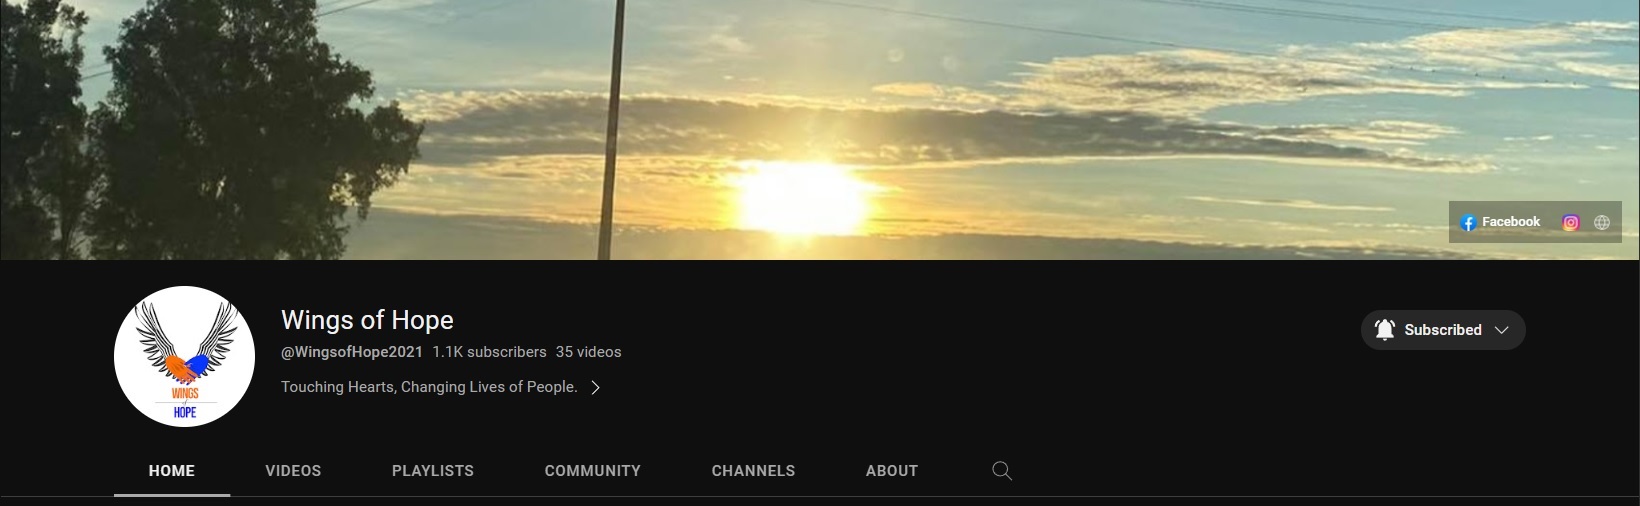 Facebook
Wings of Hope
@WingsofHope2021 1.1K subscribers 35 videos
Touching Hearts, Changing Lives of People.
Subscribed
WINGS
of
HOPE
HOME VIDEOS PLAYLISTS COMMUNITY CHANNELS ABOUT